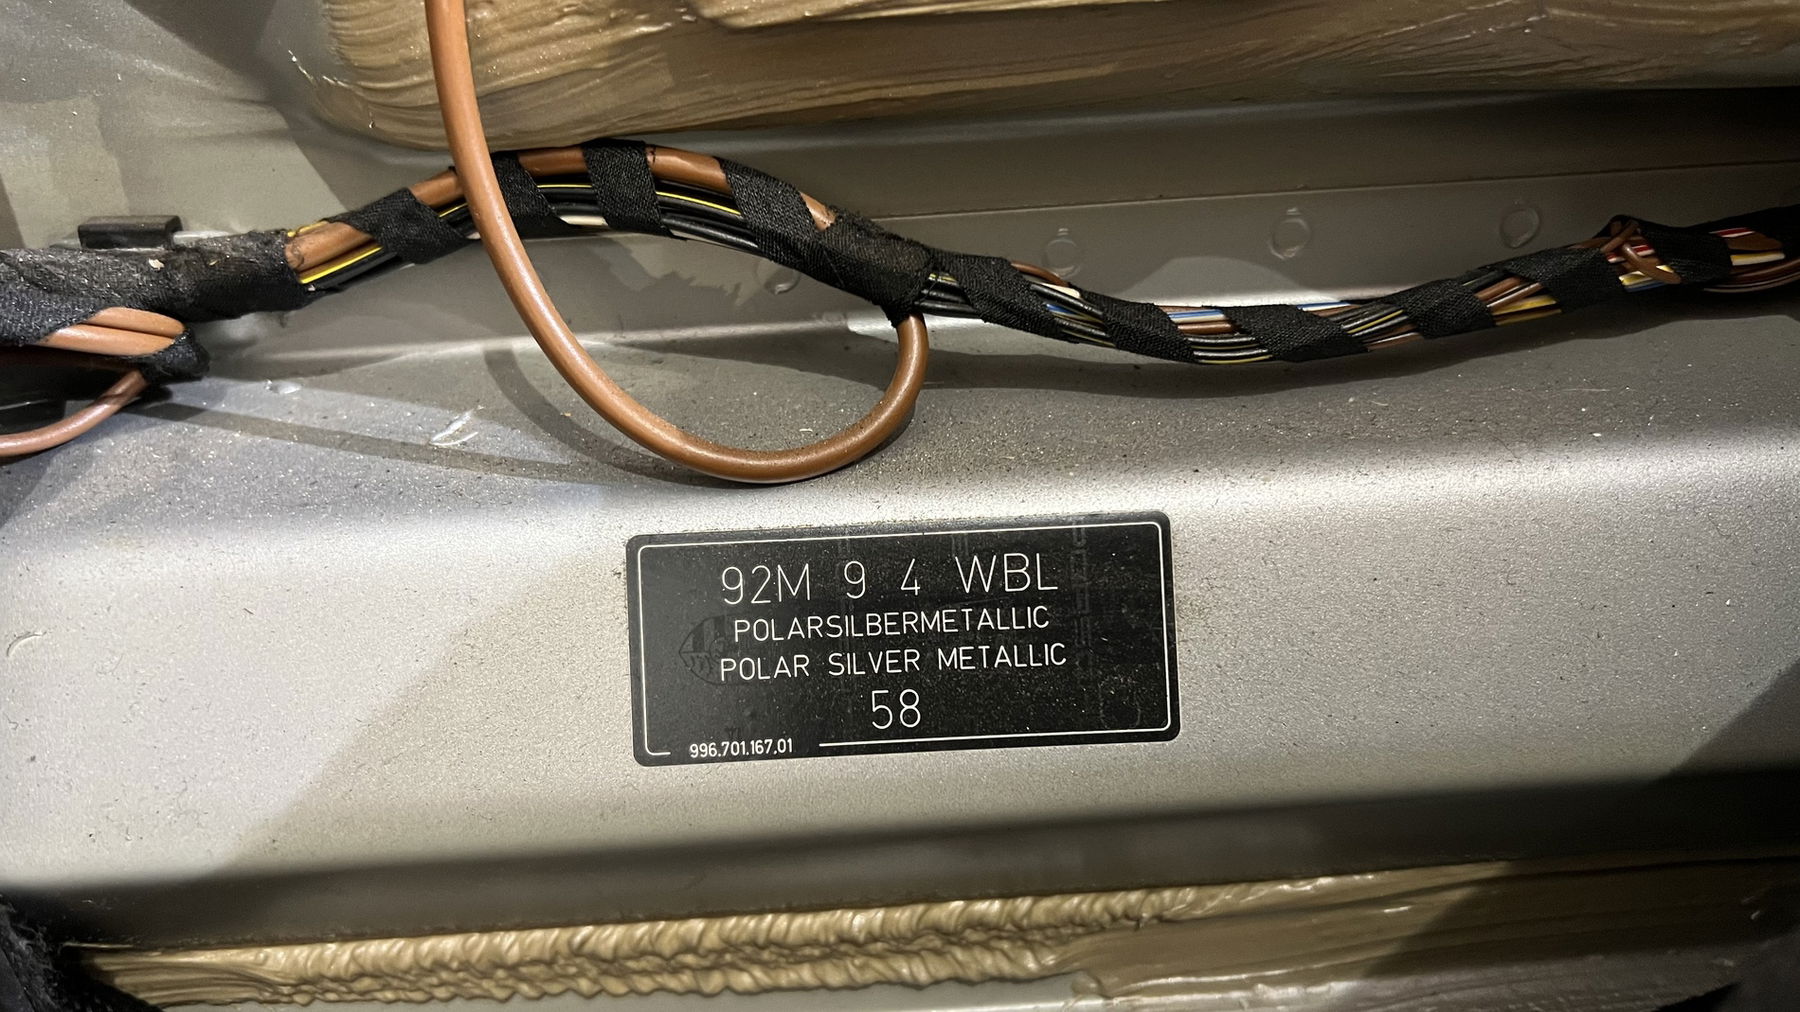 92M 9 4 WBL
POLARSILBERMETALLIC
POLAR SILVER METALLIC
58
996.701.167.01